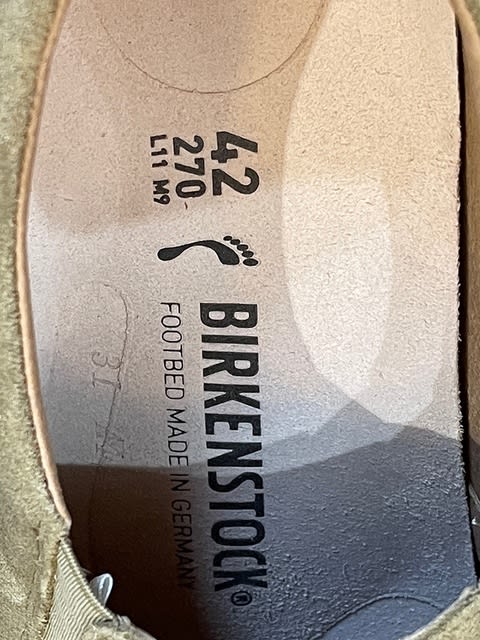 42
270
L11 M9
BIRKENSTOCK®
FOOTBED MADE IN GERMANY